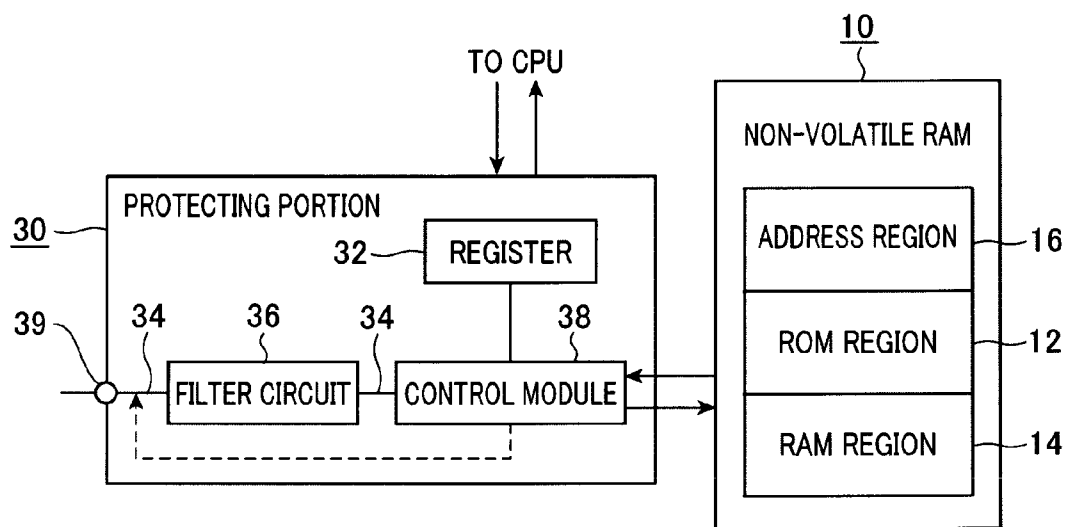 10
TO CPU
NON-VOLATILE RAM
PROTECTING PORTION
30
32
REGISTER
ADDRESS REGION
16
39
34
36
34
38
ROM REGION
12
FILTER CIRCUIT
CONTROL MODULE
RAM REGION
14